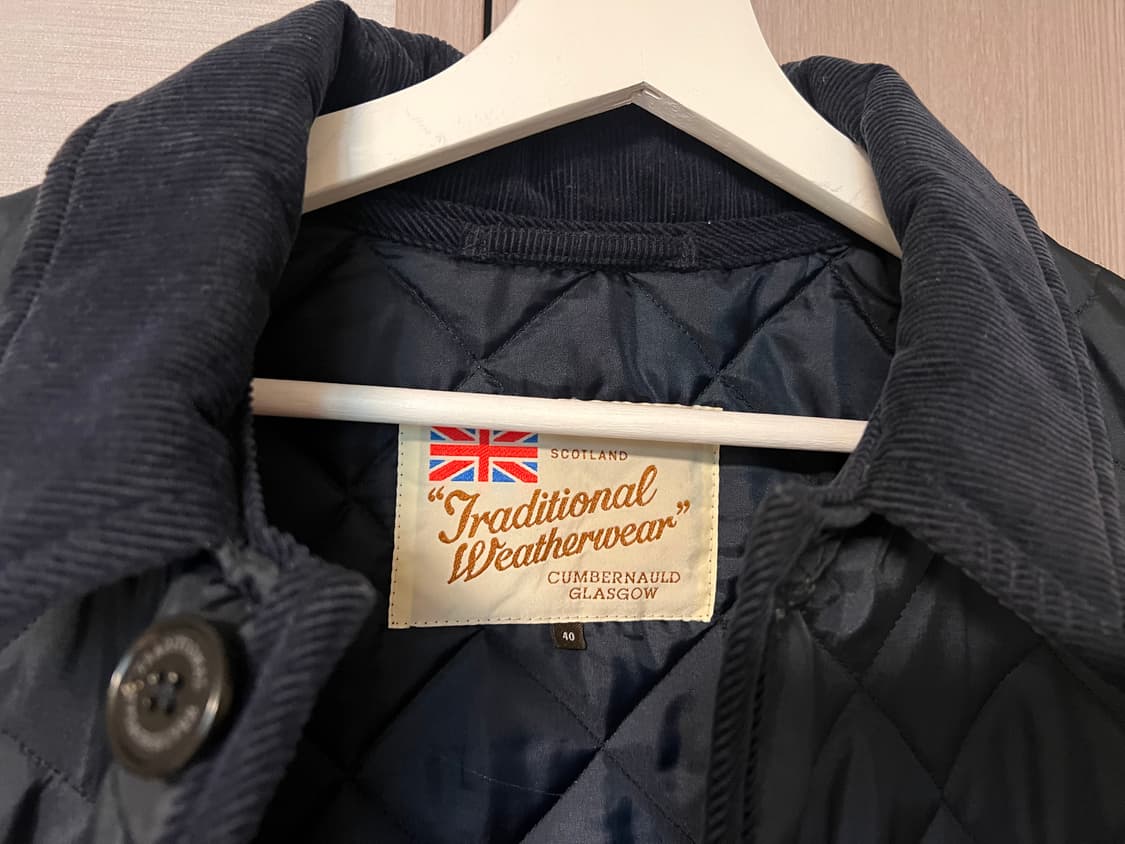 SCOTLAND
"Traditional
Weatherwear"
CUMBERNAULD
GLASGOW
40